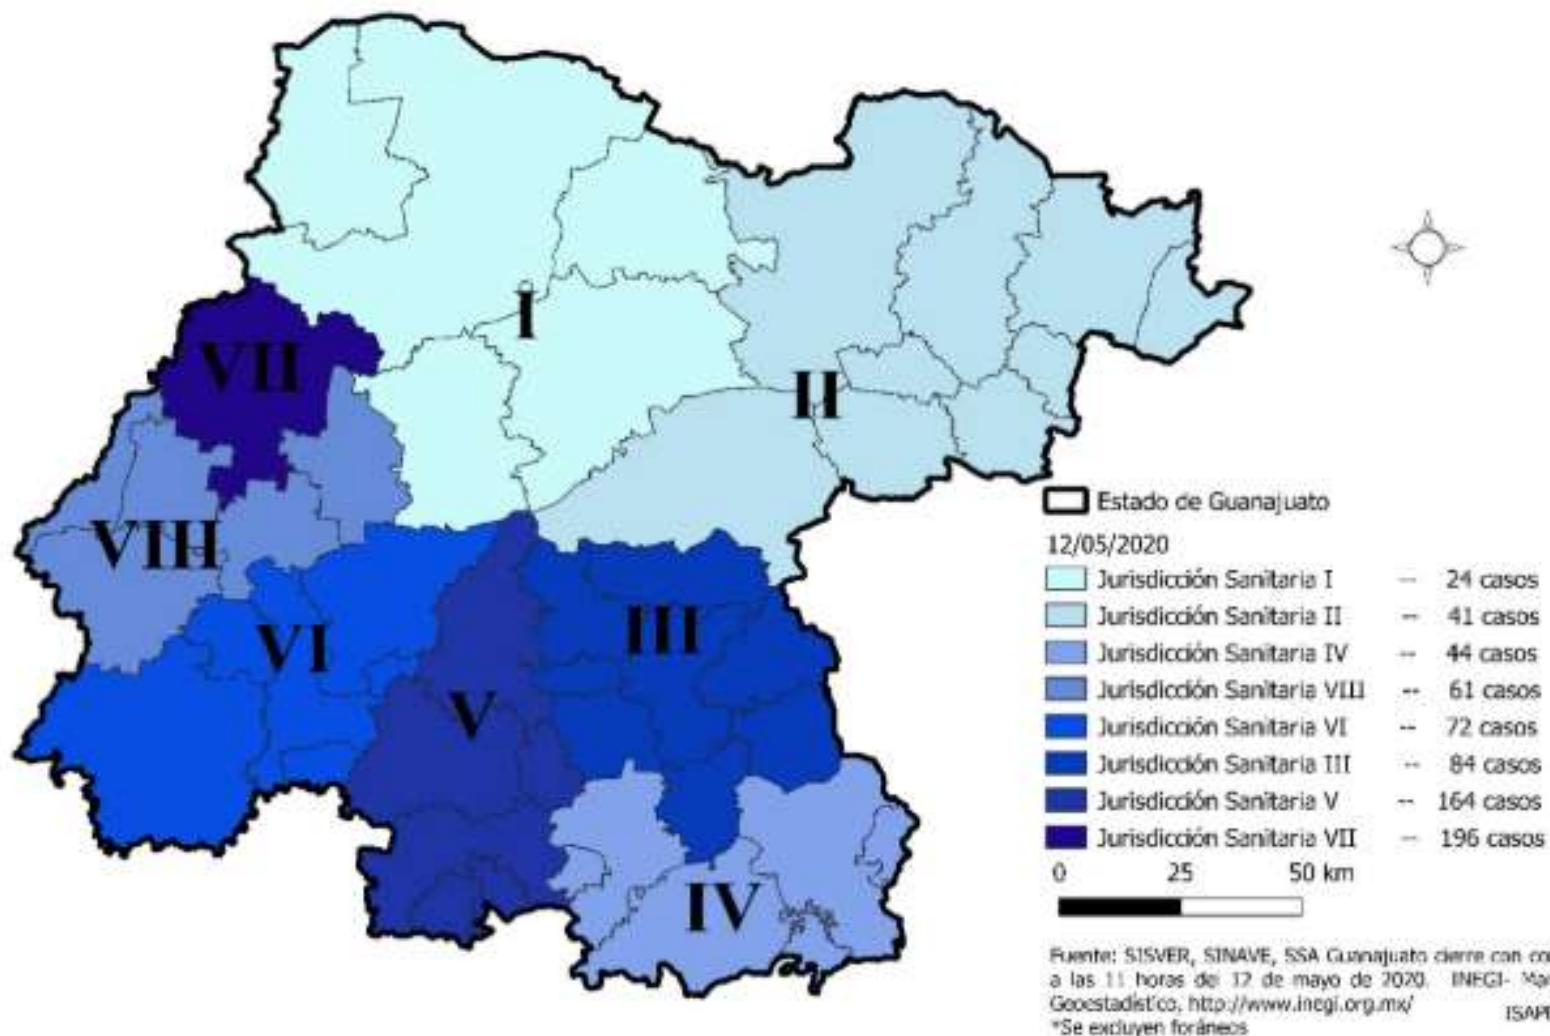 I
VII
II
VIII
VI
III
V
IV
Estado de Guanajuato
12/05/2020
Jurisdicción Sanitaria I -- 24 casos
Jurisdicción Sanitaria II -- 41 casos
Jurisdicción Sanitaria IV -- 44 casos
Jurisdicción Sanitaria VIII -- 61 casos
Jurisdicción Sanitaria VI -- 72 casos
Jurisdicción Sanitaria III -- 84 casos
Jurisdicción Sanitaria V -- 164 casos
Jurisdicción Sanitaria VII -- 196 casos
0 25 50 km
Fuente: SISVER, SINAVE, SSA Guanajuato cierre con
a las 11 horas del 12 de mayo de 2020. INEGI-
Geoestadístico, http://www.inegi.org.mx/
*Se excluyen foráneos